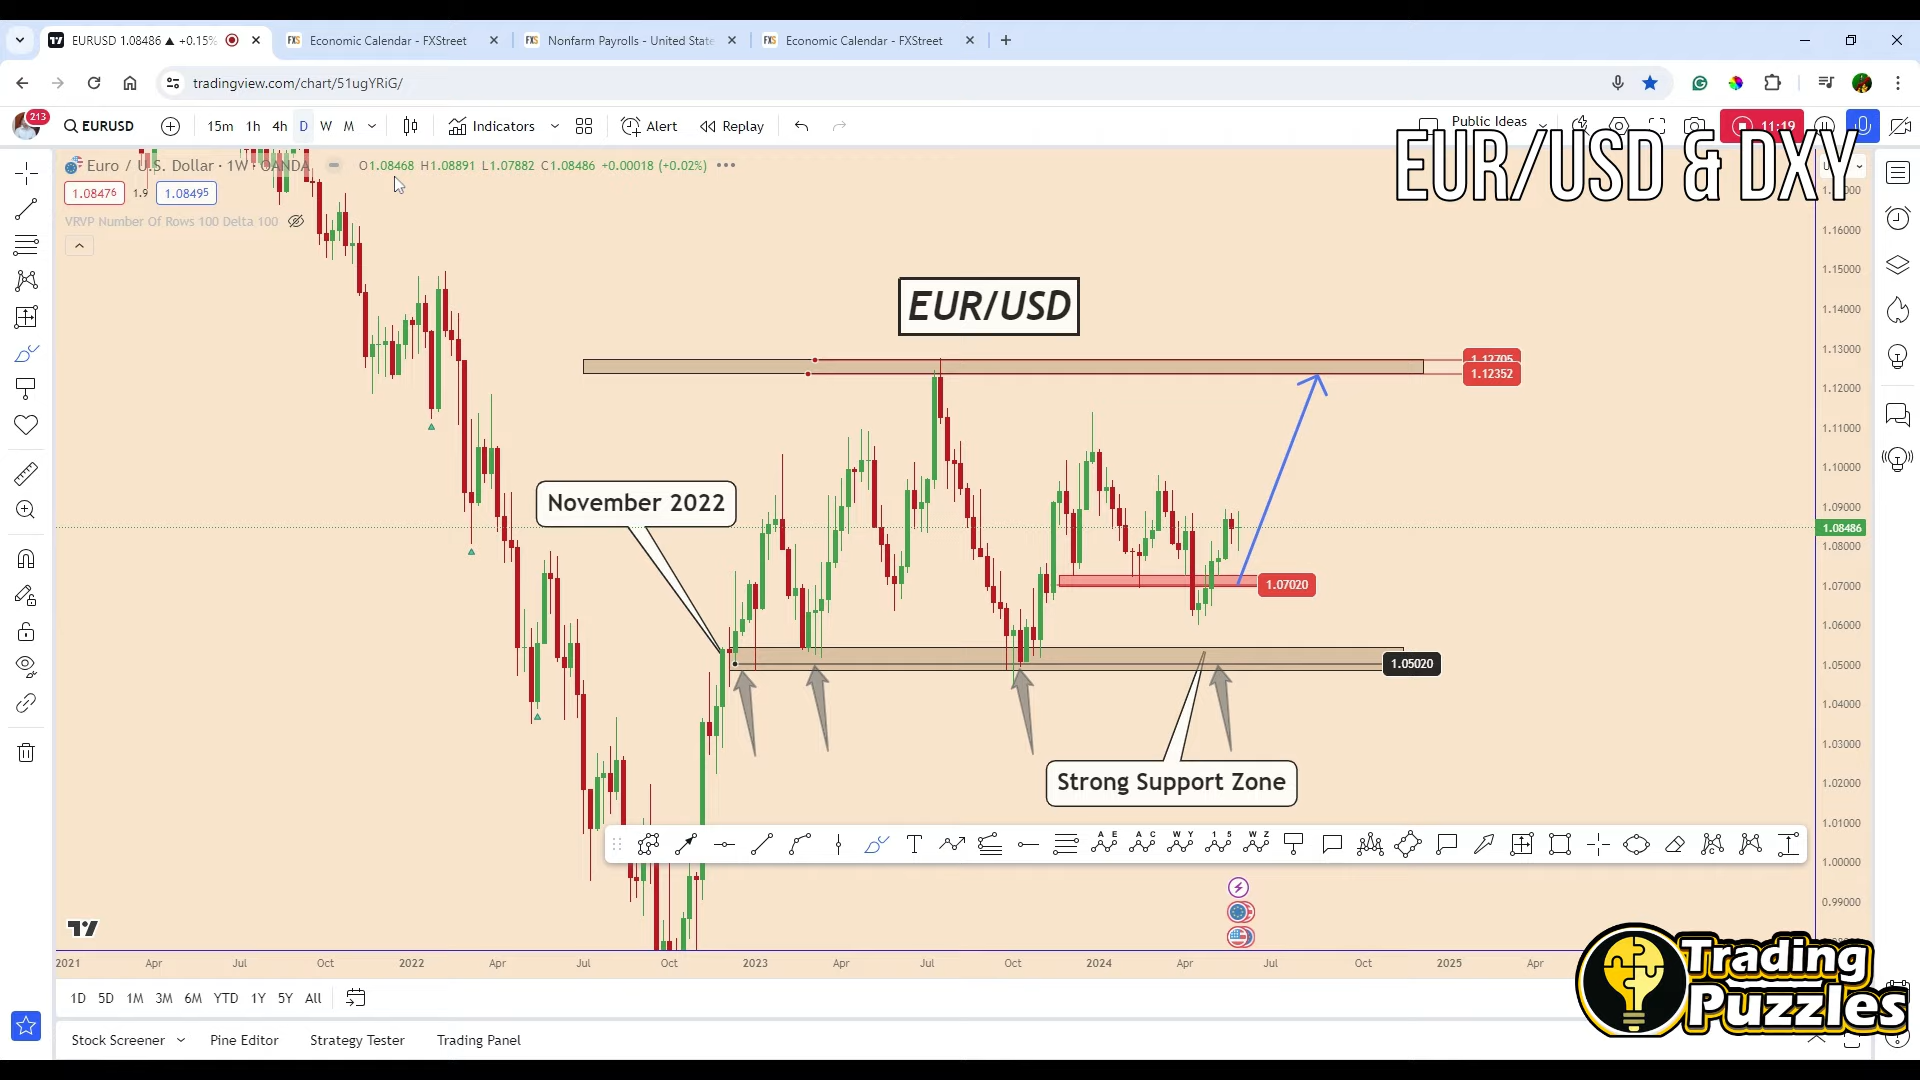 EURUSD 1.08486 ▲ +0.15%
Economic Calendar - FXStreet
Nonfarm Payrolls - United State
Economic Calendar - FXStreet
tradingview.com/chart/51ugYRiG/
213
EURUSD
15m
1h
4h
D
W
M
Indicators
Alert
Replay
Public Ideas
11:19
EUR/USD & DXY
Euro / U.S. Dollar · 1W · OANDA
O1.08468 H1.08891 L1.07882 C1.08486 +0.00018 (+0.02%)
1.08476
1.9
1.08495
VRVP Number Of Rows 100 Delta 100
EUR/USD
1.12705
1.12352
November 2022
1.07020
1.05020
Strong Support Zone
1.16000
1.15000
1.14000
1.13000
1.12000
1.11000
1.10000
1.09000
1.08486
1.08000
1.07000
1.06000
1.05000
1.04000
1.03000
1.02000
1.01000
1.00000
0.99000
A E
A C
W Y
1 5
W Z
2021
Apr
Jul
Oct
2022
Apr
Jul
Oct
2023
Apr
Jul
Oct
2024
Apr
Jul
Oct
2025
Apr
1D
5D
1M
3M
6M
YTD
1Y
5Y
All
Stock Screener
Pine Editor
Strategy Tester
Trading Panel
Trading
Puzzles